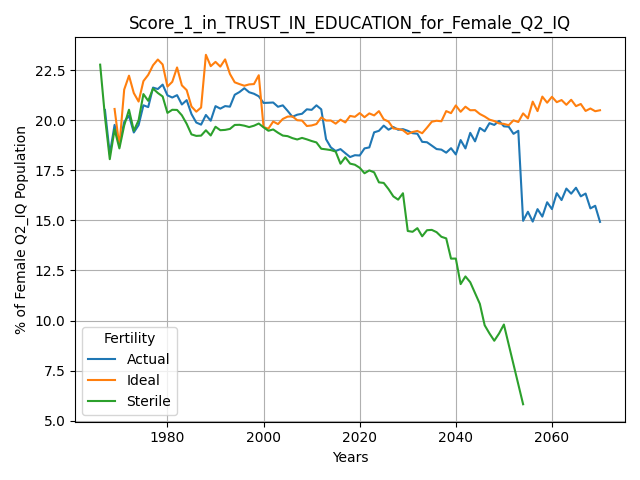 Score_1_in_TRUST_IN_EDUCATION_for_Female_Q2_IQ
% of Female Q2_IQ Population
22.5
20.0
17.5
15.0
12.5
10.0
7.5
5.0
Fertility
Actual
Ideal
Sterile
1980 2000 2020 2040 2060
Years